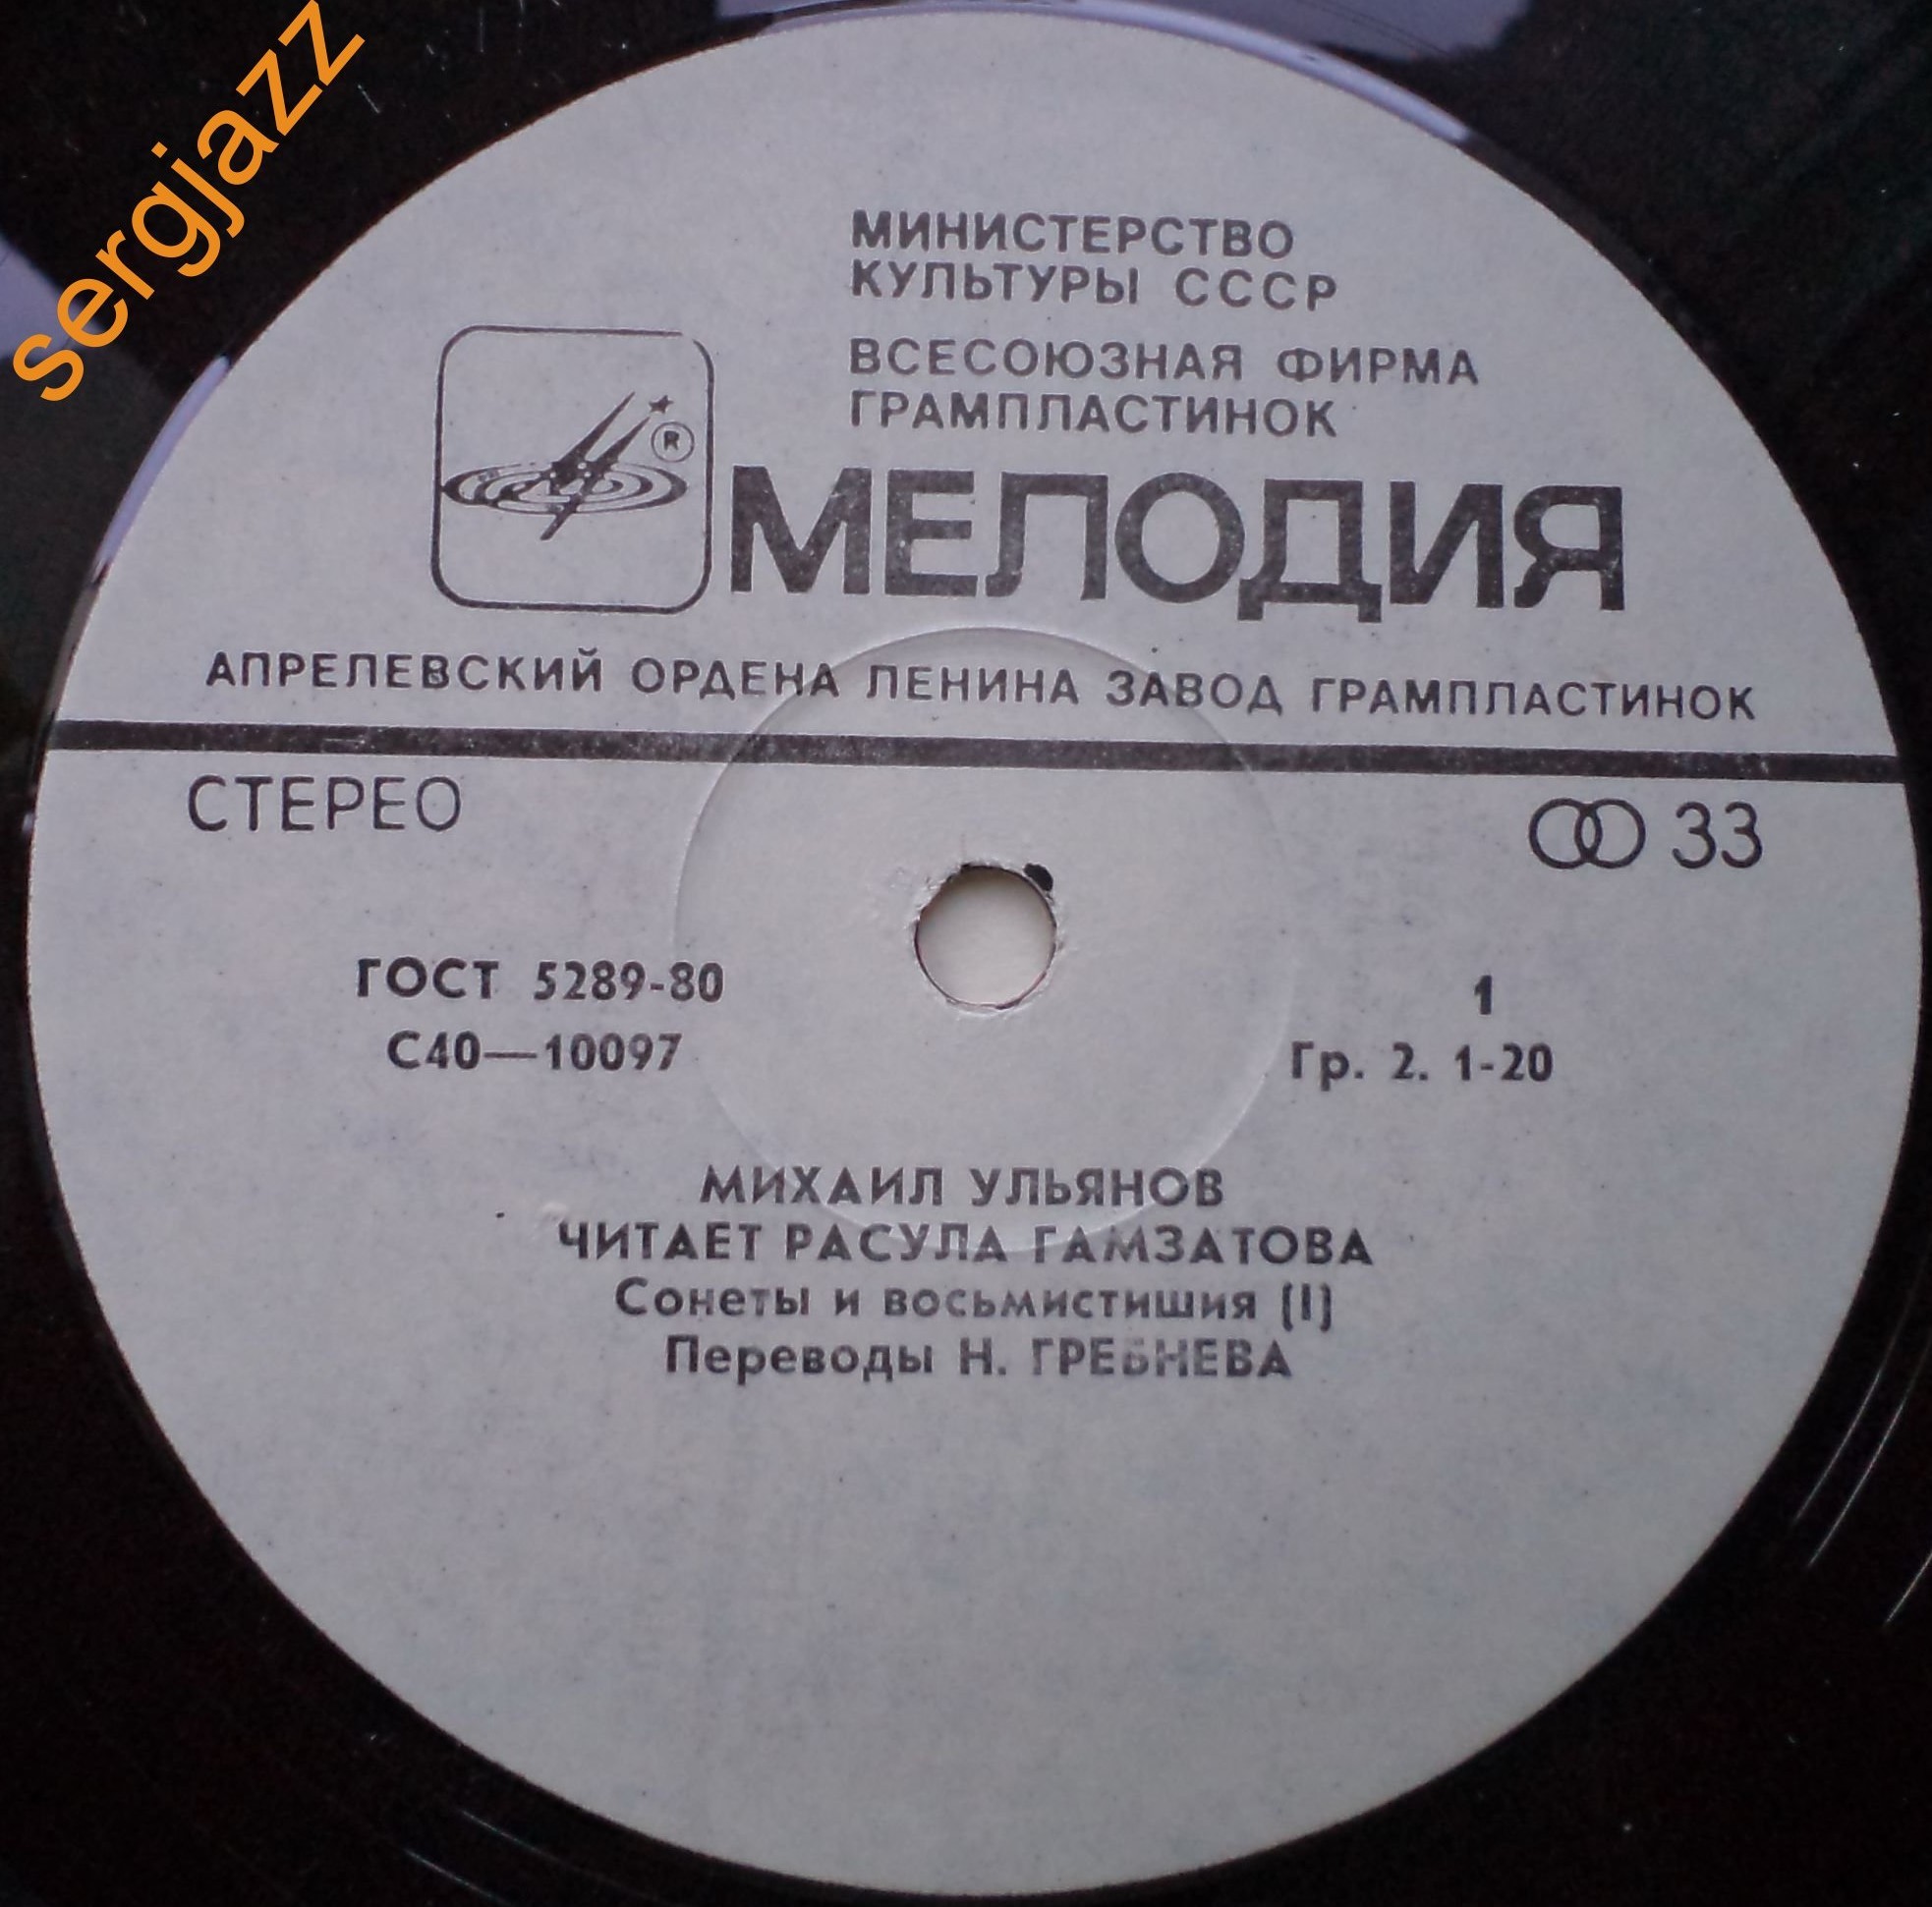 sergjazz
МИНИСТЕРСТВО
КУЛЬТУРЫ СССР
ВСЕСОЮЗНАЯ ФИРМА
ГРАМПЛАСТИНОК
R
МЕЛОДИЯ
АПРЕЛЕВСКИЙ ОРДЕНА ЛЕНИНА ЗАВОД ГРАМПЛАСТИНОК
СТЕРЕО
33
ГОСТ 5289-80
1
С40—10097
Гр. 2. 1-20
МИХАИЛ УЛЬЯНОВ
ЧИТАЕТ РАСУЛА ГАМЗАТОВА
Сонеты и восьмистишия (I)
Переводы Н. ГРЕБНЕВА